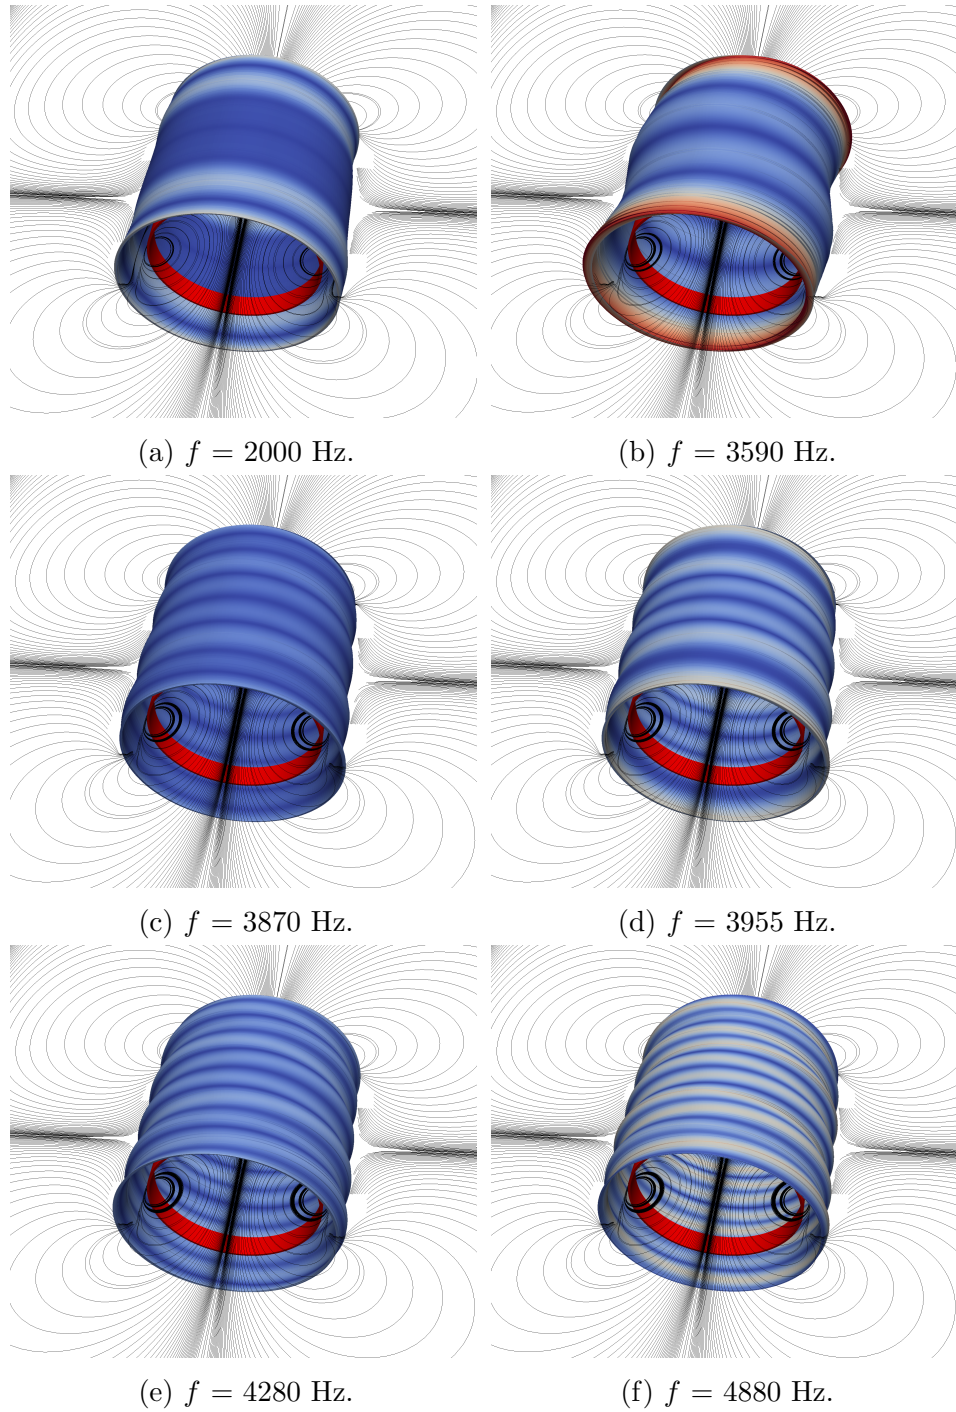 (a) f = 2000 Hz.
(b) f = 3590 Hz.
(c) f = 3870 Hz.
(d) f = 3955 Hz.
(e) f = 4280 Hz.
(f) f = 4880 Hz.